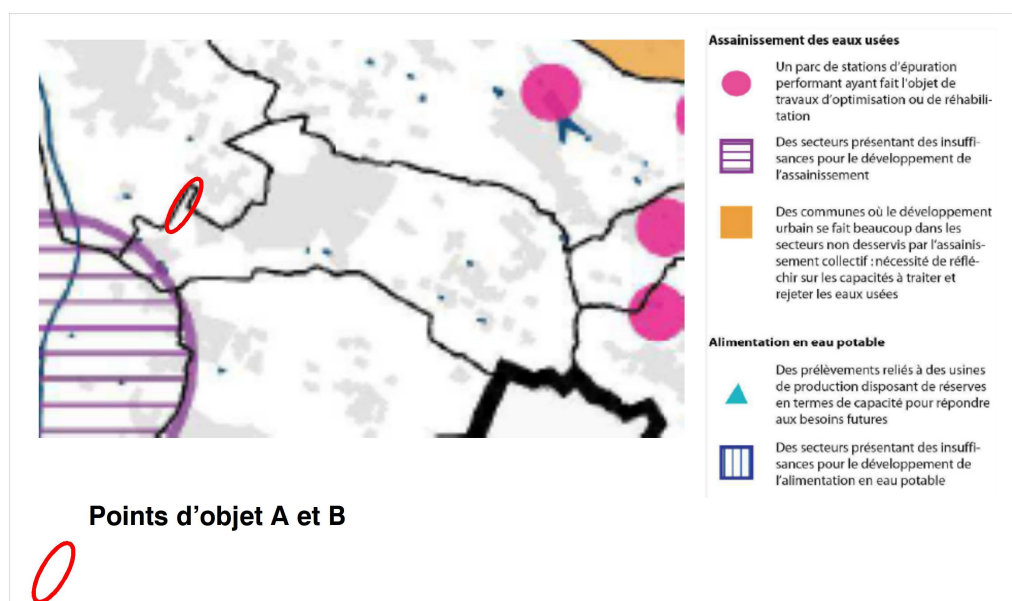 Assainissement des eaux usées
Un parc de stations d'épuration
performant ayant fait l'objet de
travaux d'optimisation ou de réhabili-
tation
Des secteurs présentant des insuffi-
sances pour le développement de
l'assainissement
Des communes où le développement
urbain se fait beaucoup dans les
secteurs non desservis par l'assainis-
sement collectif : nécessité de réflé-
chir sur les capacités à traiter et
rejeter les eaux usées
Alimentation en eau potable
Des prélèvements reliés à des usines
de production disposant de réserves
en termes de capacité pour répondre
aux besoins futures
Des secteurs présentant des insuffi-
sances pour le développement de
l'alimentation en eau potable
Points d’objet A et B